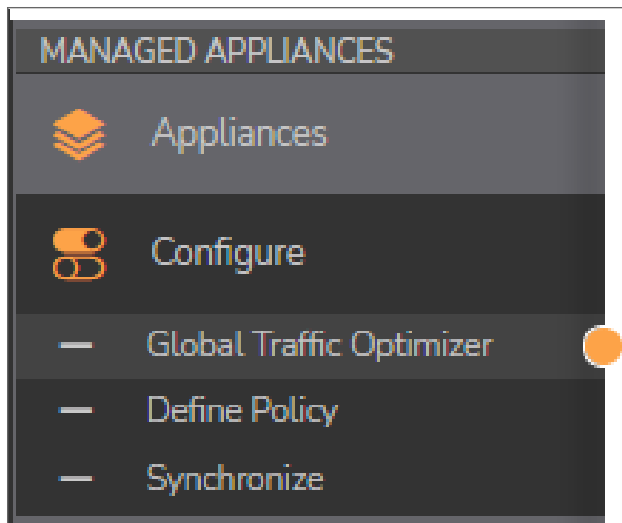 MANAGED APPLIANCES
Appliances
Configure
Global Traffic Optimizer
Define Policy
Synchronize